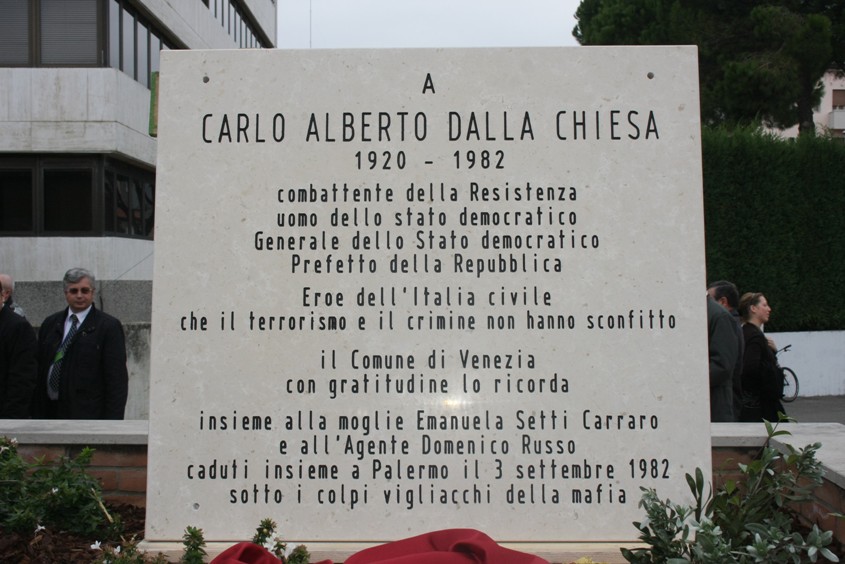 A
CARLO ALBERTO DALLA CHIESA
1920 - 1982
combattente della Resistenza
uomo dello stato democratico
Generale dello Stato democratico
Prefetto della Repubblica
Eroe dell'Italia civile
che il terrorismo e il crimine non hanno sconfitto
il Comune di Venezia
con gratitudine lo ricorda
insieme alla moglie Emanuela Setti Carraro
e all'Agente Domenico Russo
caduti insieme a Palermo il 3 settembre 1982
sotto i colpi vigliacchi della mafia